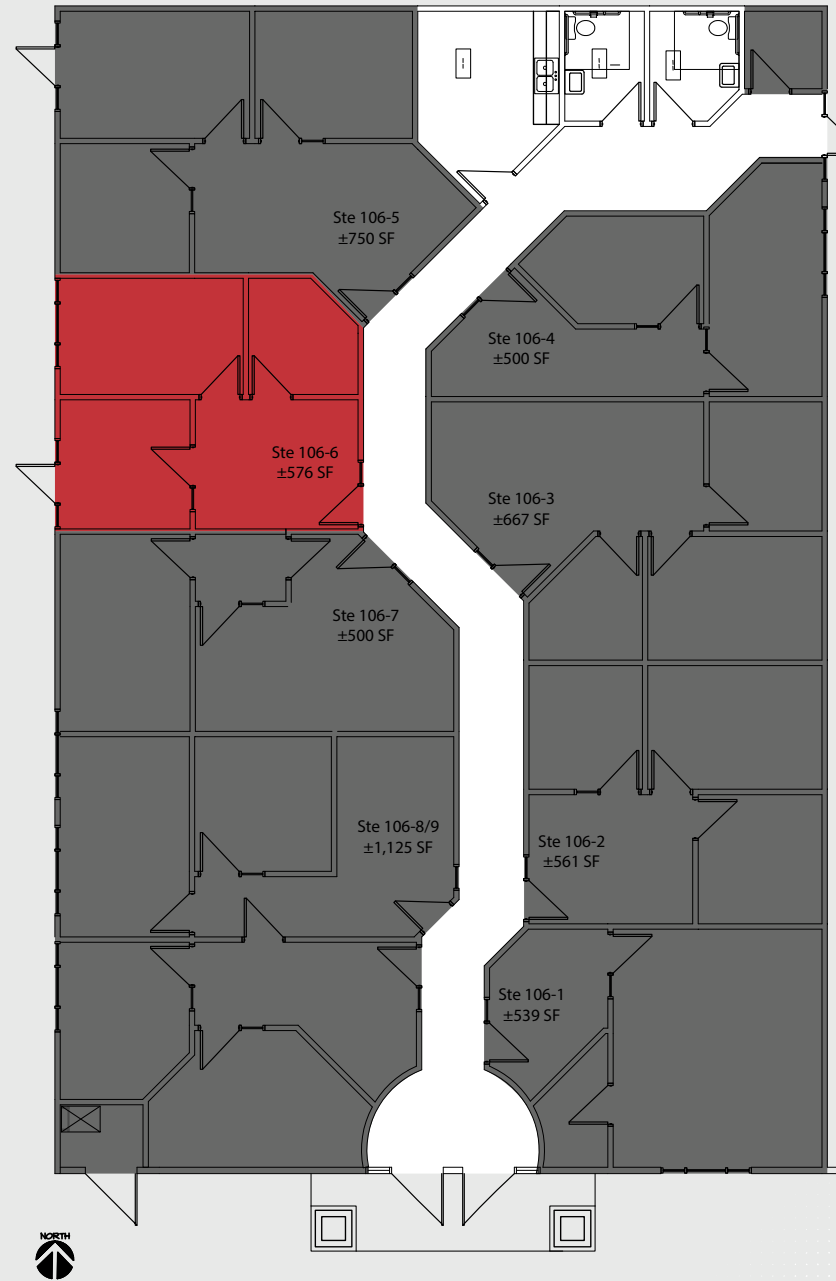 Ste 106-5
±750 SF
Ste 106-4
±500 SF
Ste 106-6
±576 SF
Ste 106-3
±667 SF
Ste 106-7
±500 SF
Ste 106-8/9
±1,125 SF
Ste 106-2
±561 SF
Ste 106-1
±539 SF
NORTH